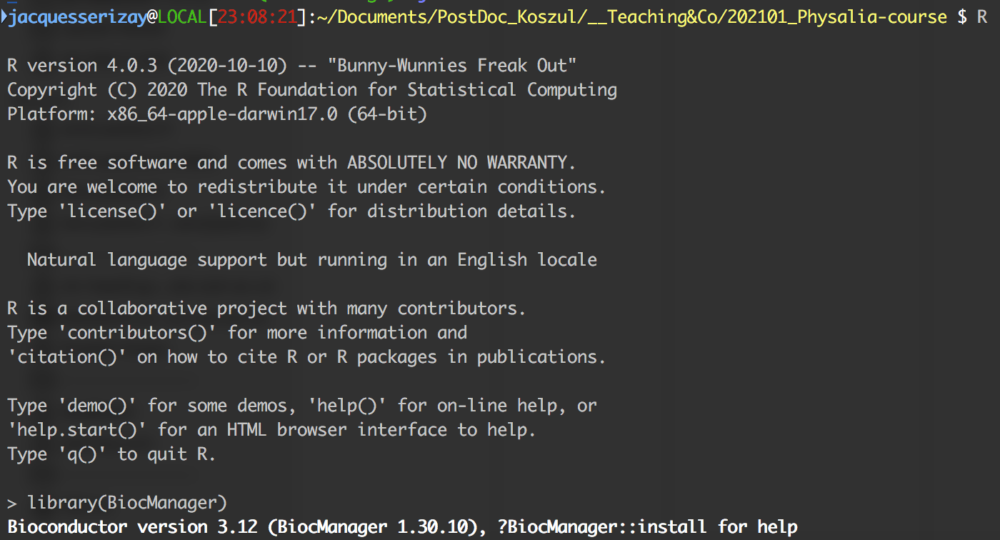 jacquesserizay@LOCAL[23:08:21]:~/Documents/PostDoc_Koszul/__Teaching&Co/202101_Physalia-course $ R
R version 4.0.3 (2020-10-10) -- "Bunny-Wunnies Freak Out"
Copyright (C) 2020 The R Foundation for Statistical Computing
Platform: x86_64-apple-darwin17.0 (64-bit)
R is free software and comes with ABSOLUTELY NO WARRANTY.
You are welcome to redistribute it under certain conditions.
Type 'license()' or 'licence()' for distribution details.
Natural language support but running in an English locale
R is a collaborative project with many contributors.
Type 'contributors()' for more information and
'citation()' on how to cite R or R packages in publications.
Type 'demo()' for some demos, 'help()' for on-line help, or
'help.start()' for an HTML browser interface to help.
Type 'q()' to quit R.
> library(BiocManager)
Bioconductor version 3.12 (BiocManager 1.30.10), ?BiocManager::install for help